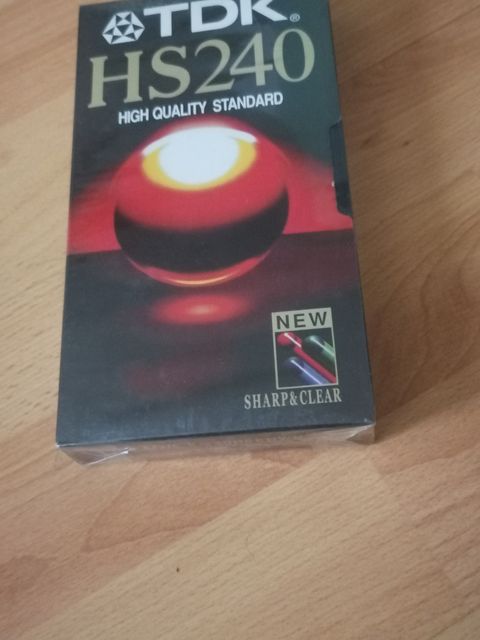 TDK®
HS240
HIGH QUALITY STANDARD
NEW
SHARP&CLEAR